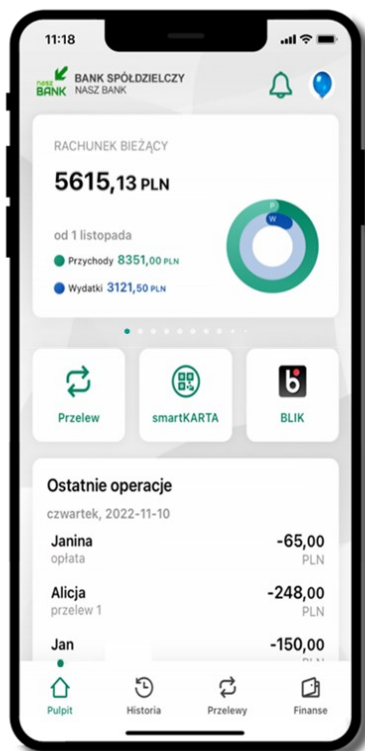 11:18
nasz BANK
BANK SPÓŁDZIELCZY
NASZ BANK
RACHUNEK BIEŻĄCY
5615,13 PLN
od 1 listopada
Przychody 8351,00 PLN
Wydatki 3121,50 PLN
P
W
Przelew
smartKARTA
BLIK
Ostatnie operacje
czwartek, 2022-11-10
Janina -65,00
opłata PLN
Alicja -248,00
przelew 1 PLN
Jan -150,00
PLN
Pulpit
Historia
Przelewy
Finanse